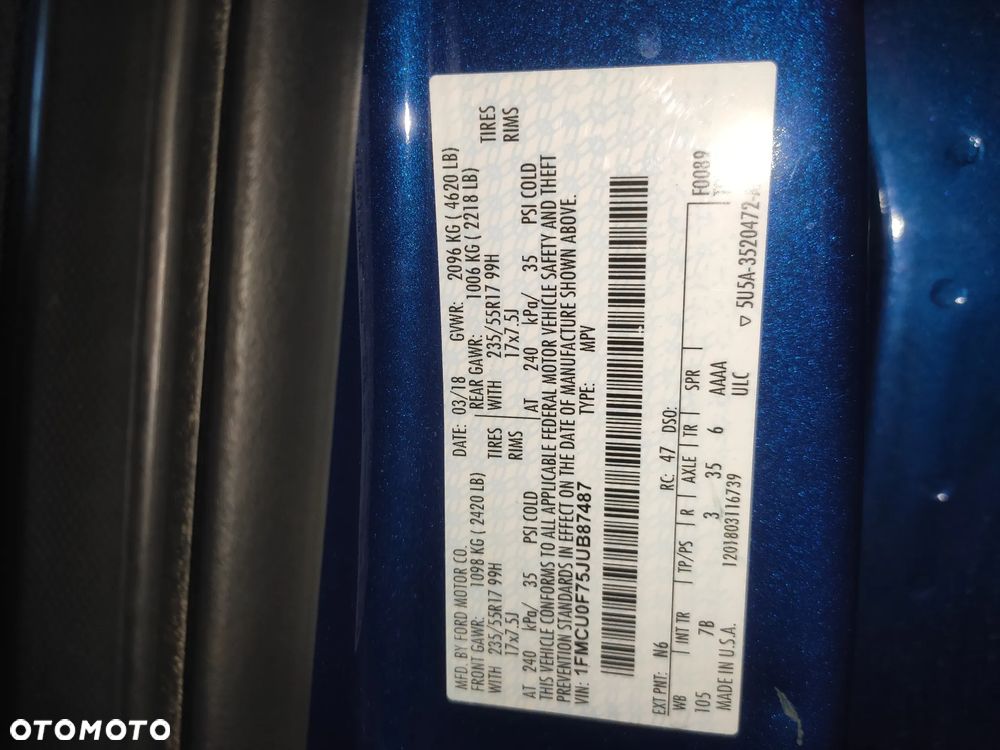 MFD. BY FORD MOTOR CO.
DATE: 03/18 GVWR: 2096 KG ( 4620 LB)
FRONT GAWR: 1098 KG ( 2420 LB) REAR GAWR: 1006 KG ( 2218 LB)
WITH 235/55R17 99H TIRES WITH 235/55R17 99H TIRES
17x7.5J RIMS 17x7.5J RIMS
AT 240 kPa/ 35 PSI COLD AT 240 kPa/ 35 PSI COLD
THIS VEHICLE CONFORMS TO ALL APPLICABLE FEDERAL MOTOR VEHICLE SAFETY AND THEFT
PREVENTION STANDARDS IN EFFECT ON THE DATE OF MANUFACTURE SHOWN ABOVE.
VIN: 1FMCU0F75JUB87487 TYPE: MPV
EXT PNT: N6 RC: 47 DSO: F0089
WB INT TR TP/PS R AXLE TR SPR
105 7B 3 35 6 AAAA
MADE IN U.S.A. 1201803116739 ULC
5U5A-3520472-A
OTOMOTO